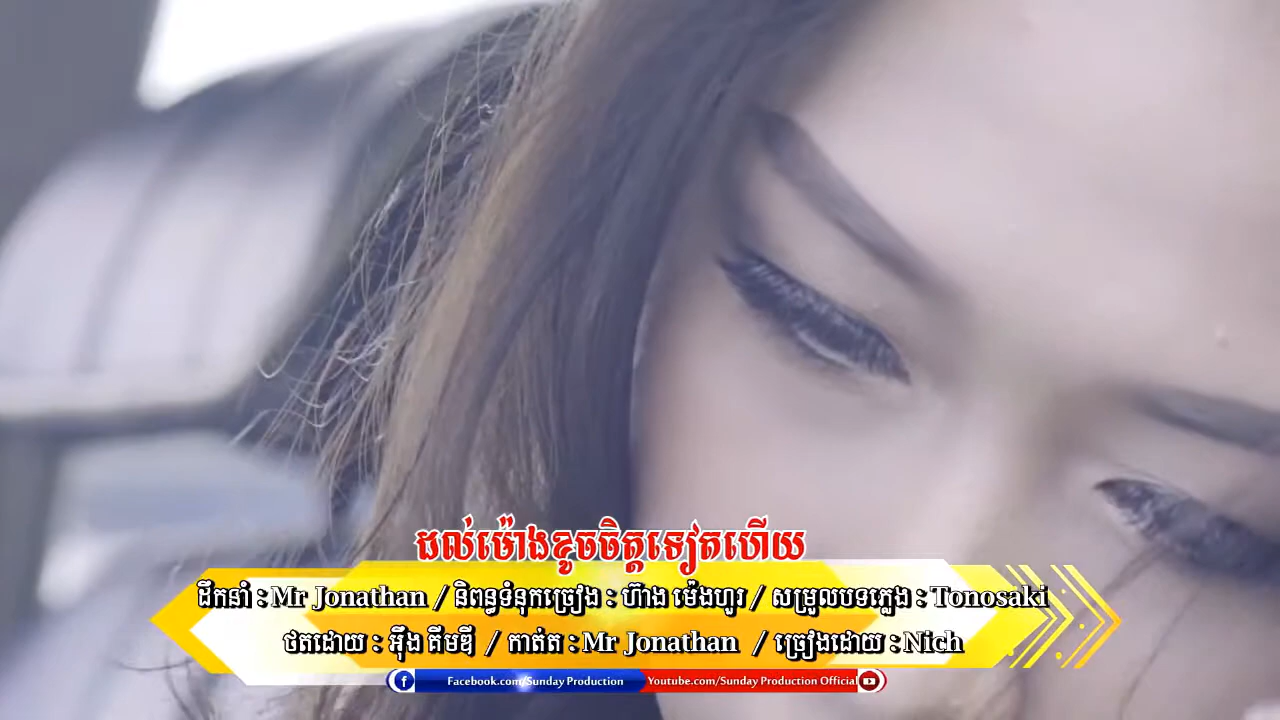 ដល់ម៉ោងខូចចិត្តទៀតហើយ
ដឹកនាំ : Mr Jonathan / និពន្ធទំនុកច្រៀង : ហ៊ាង ម៉េងហួរ / សម្រួលបទភ្លេង : Tonosaki
ថតដោយ : អ៊ឹង គីមឌី / កាត់ត : Mr Jonathan / ច្រៀងដោយ : Nich
Facebook.com/Sunday Production Youtube.com/Sunday Production Official